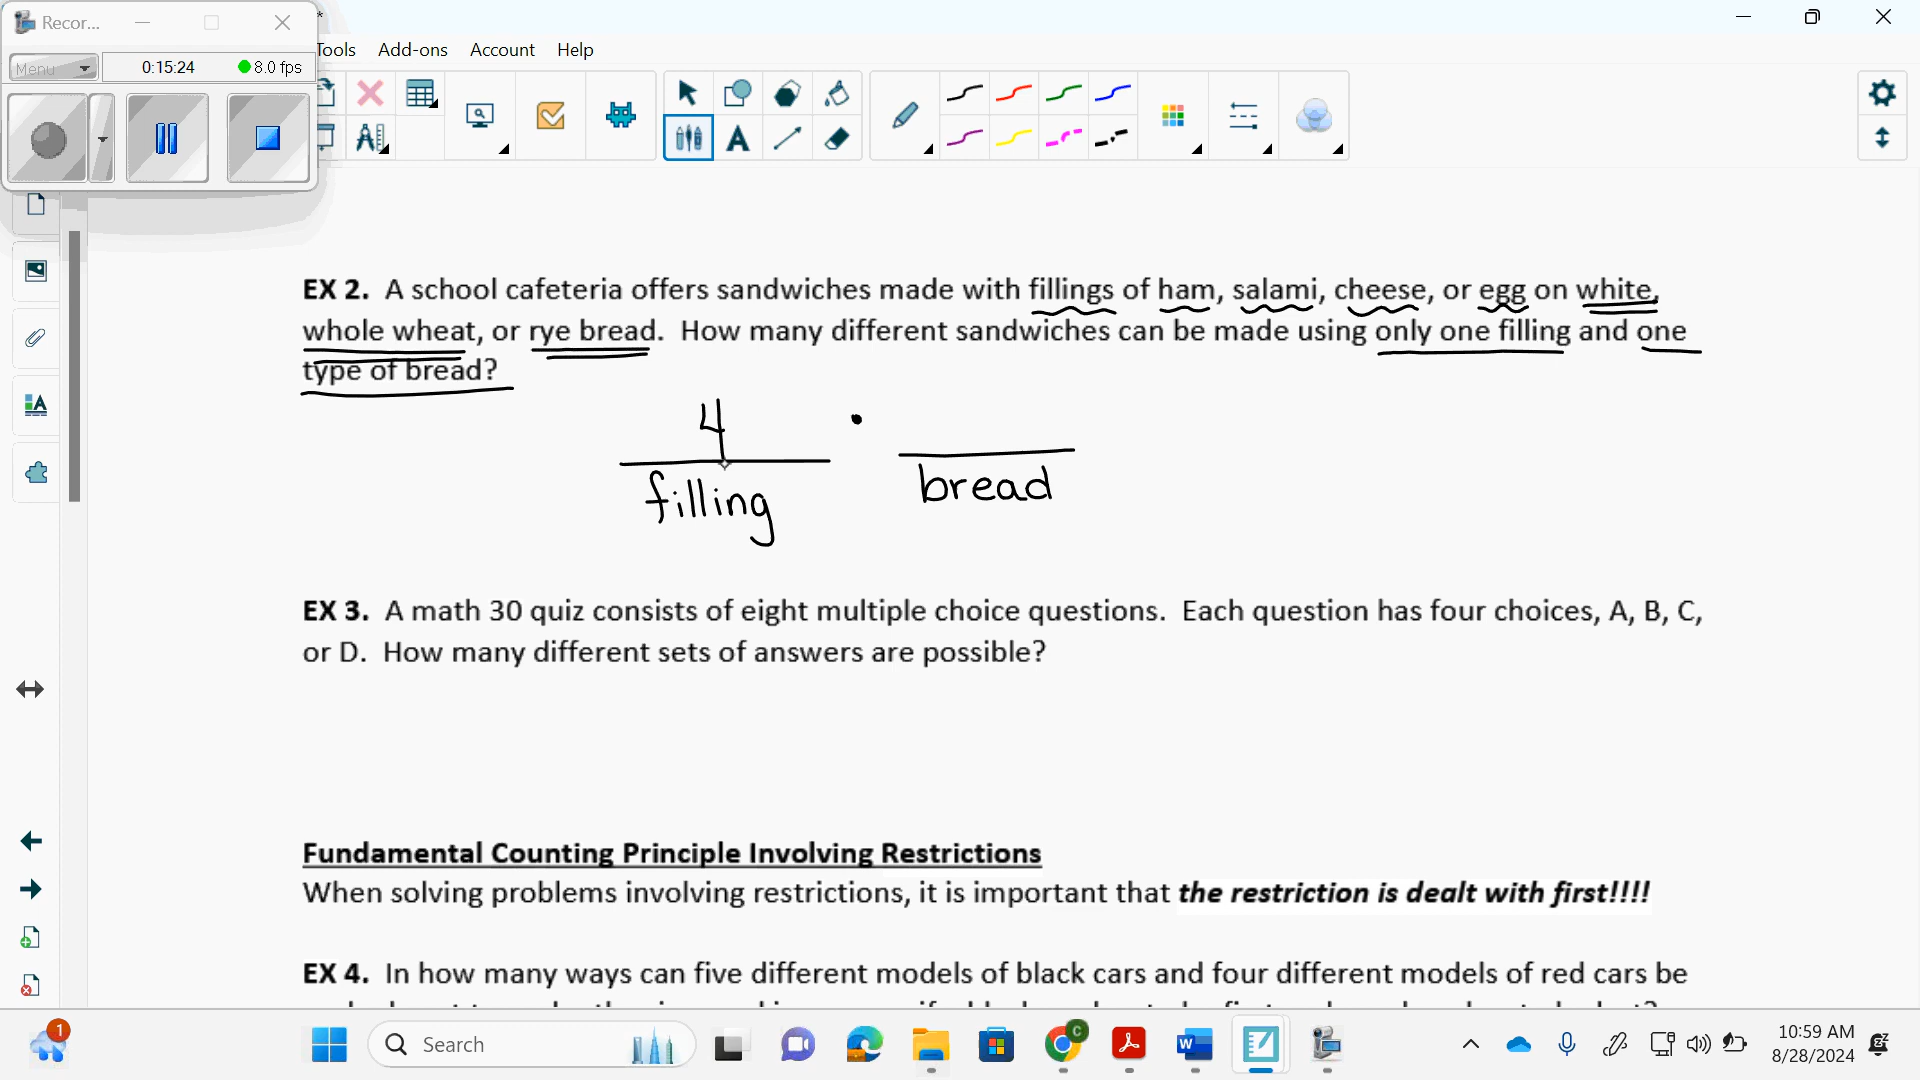 Recor...
*
Tools Add-ons Account Help
Menu 0:15:24 8.0 fps
EX 2. A school cafeteria offers sandwiches made with fillings of ham, salami, cheese, or egg on white,
whole wheat, or rye bread. How many different sandwiches can be made using only one filling and one
type of bread?
4 ·
filling bread
EX 3. A math 30 quiz consists of eight multiple choice questions. Each question has four choices, A, B, C,
or D. How many different sets of answers are possible?
Fundamental Counting Principle Involving Restrictions
When solving problems involving restrictions, it is important that the restriction is dealt with first!!!!
EX 4. In how many ways can five different models of black cars and four different models of red cars be
1
Search
C
10:59 AM
8/28/2024